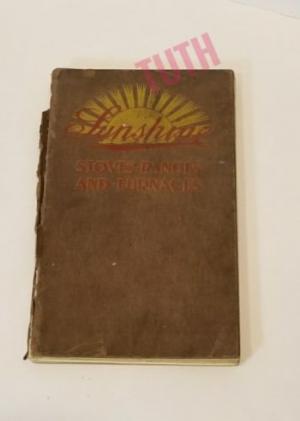 TUTH
Sunshine
STOVES-RANGES
AND FURNACES